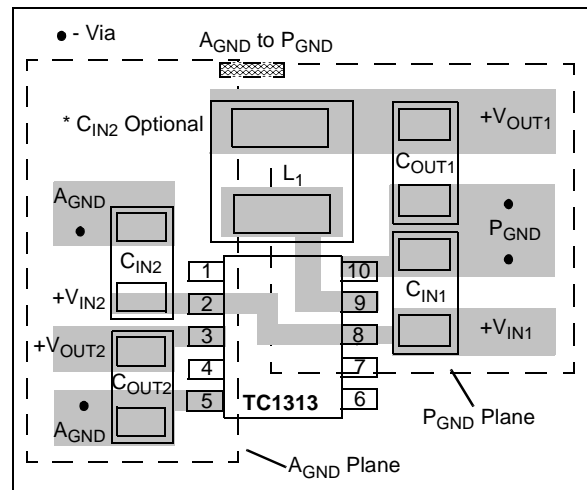 ● - Via
AGND to PGND
* CIN2 Optional
+VOUT1
COUT1
L1
AGND
PGND
CIN2
1
10
CIN1
+VIN2
2
9
+VOUT2
3
8
+VIN1
COUT2
4
7
AGND
5
TC1313
6
PGND Plane
AGND Plane